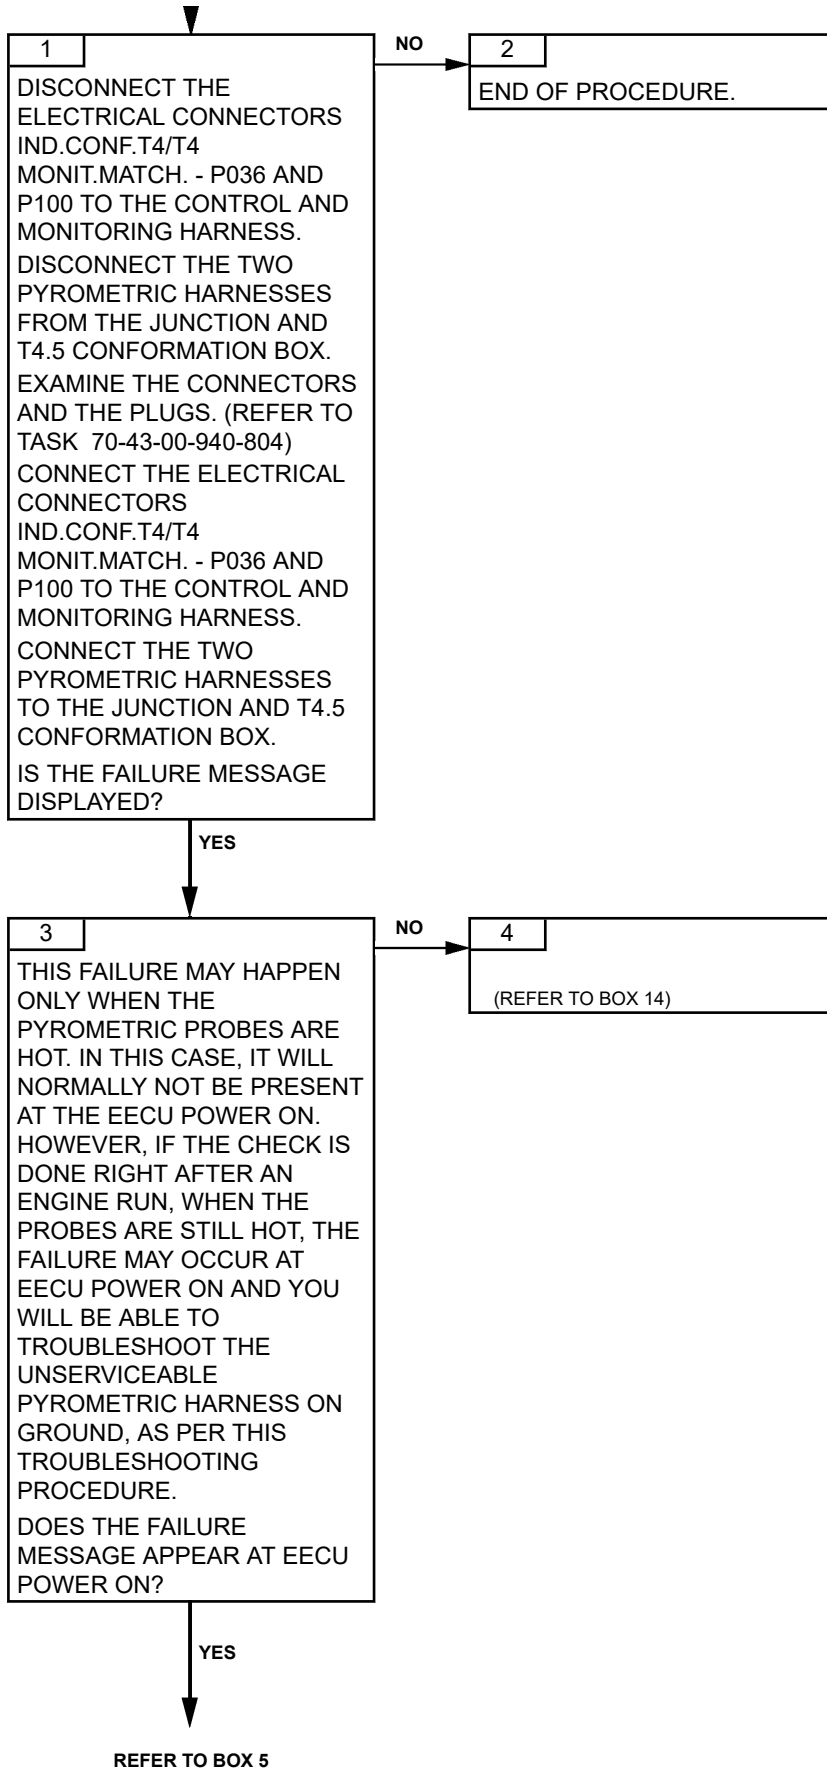 1
DISCONNECT THE
ELECTRICAL CONNECTORS
IND.CONF.T4/T4
MONIT.MATCH. - P036 AND
P100 TO THE CONTROL AND
MONITORING HARNESS.
DISCONNECT THE TWO
PYROMETRIC HARNESSES
FROM THE JUNCTION AND
T4.5 CONFORMATION BOX.
EXAMINE THE CONNECTORS
AND THE PLUGS. (REFER TO
TASK  70-43-00-940-804)
CONNECT THE ELECTRICAL
CONNECTORS
IND.CONF.T4/T4
MONIT.MATCH. - P036 AND
P100 TO THE CONTROL AND
MONITORING HARNESS.
CONNECT THE TWO
PYROMETRIC HARNESSES
TO THE JUNCTION AND T4.5
CONFORMATION BOX.
IS THE FAILURE MESSAGE
DISPLAYED?
NO
2
END OF PROCEDURE.
YES
3
THIS FAILURE MAY HAPPEN
ONLY WHEN THE
PYROMETRIC PROBES ARE
HOT. IN THIS CASE, IT WILL
NORMALLY NOT BE PRESENT
AT THE EECU POWER ON.
HOWEVER, IF THE CHECK IS
DONE RIGHT AFTER AN
ENGINE RUN, WHEN THE
PROBES ARE STILL HOT, THE
FAILURE MAY OCCUR AT
EECU POWER ON AND YOU
WILL BE ABLE TO
TROUBLESHOOT THE
UNSERVICEABLE
PYROMETRIC HARNESS ON
GROUND, AS PER THIS
TROUBLESHOOTING
PROCEDURE.
DOES THE FAILURE
MESSAGE APPEAR AT EECU
POWER ON?
NO
4
(REFER TO BOX 14)
YES
REFER TO BOX 5